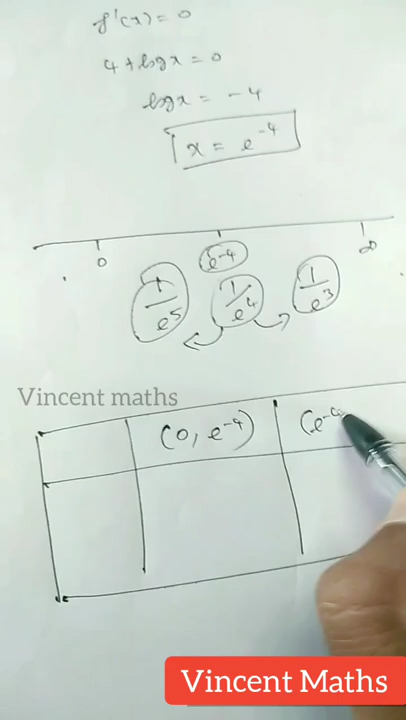 f'(x) = 0
4 + log x = 0
log x = -4
x = e^-4
0 e^-4 ∞
1/e^5 1/e^4 1/e^3
Vincent maths
(0, e^-4) (e^-4
Vincent Maths